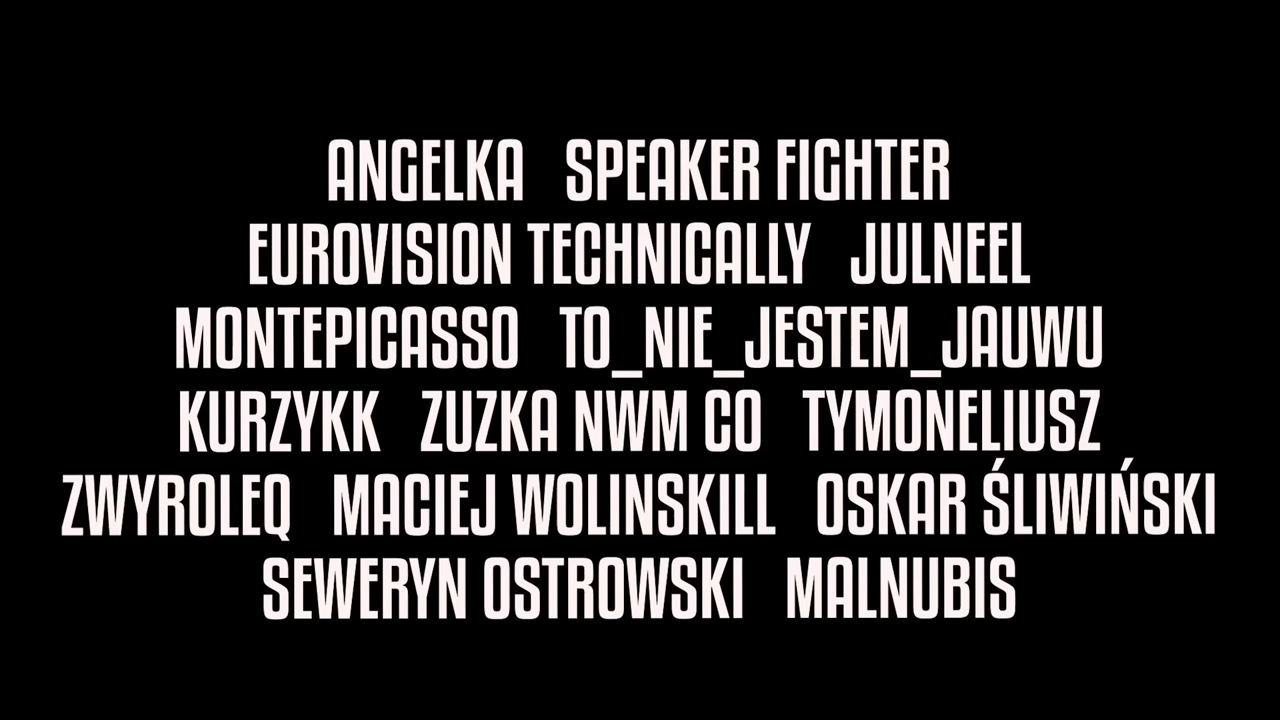 ANGELKA SPEAKER FIGHTER
EUROVISION TECHNICALLY JULNEEL
MONTEPICASSO TO_NIE_JESTEM_JAUWU
KURZYKK ZUZKA NWM CO TYMONELIUSZ
ZWYROLEQ MACIEJ WOLINSKILL OSKAR ŚLIWIŃSKI
SEWERYN OSTROWSKI MALNUBIS